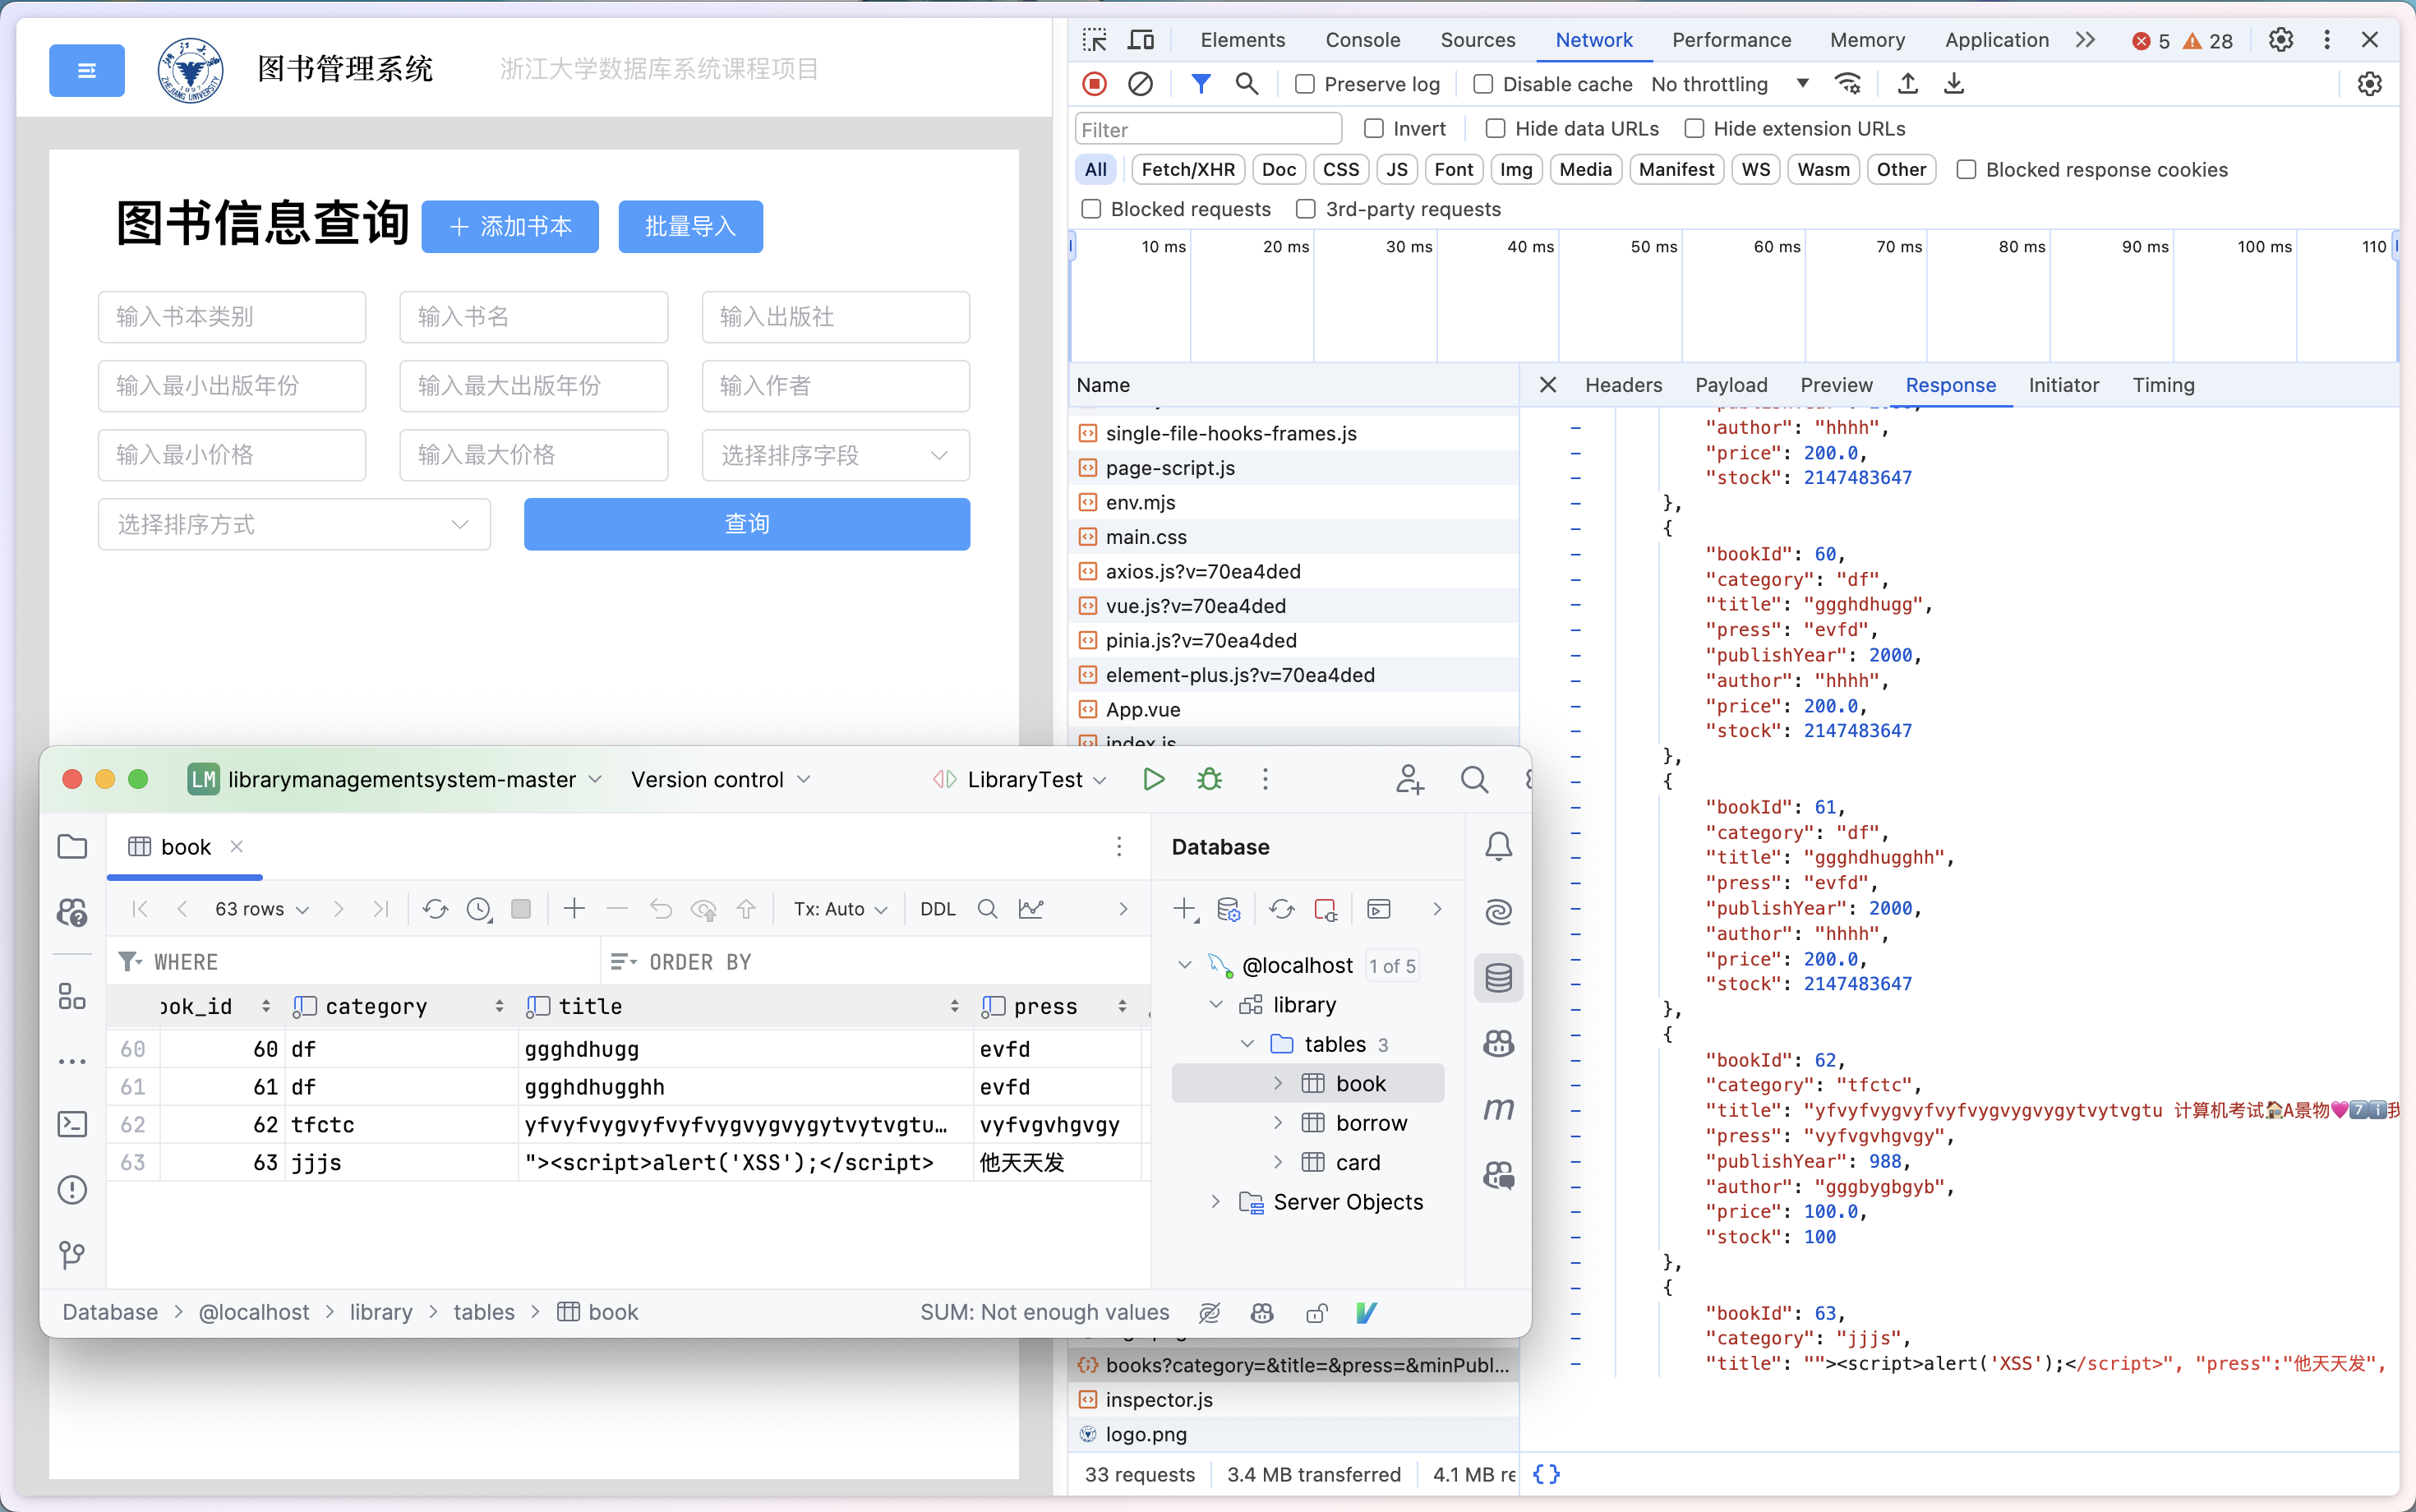 图书管理系统
浙江大学数据库系统课程项目
图书信息查询
添加书本
批量导入
输入书本类别
输入书名
输入出版社
输入最小出版年份
输入最大出版年份
输入作者
输入最小价格
输入最大价格
选择排序字段
选择排序方式
查询
Elements
Console
Sources
Network
Performance
Memory
Application
5
28
Preserve log
Disable cache
No throttling
Filter
Invert
Hide data URLs
Hide extension URLs
All
Fetch/XHR
Doc
CSS
JS
Font
Img
Media
Manifest
WS
Wasm
Other
Blocked response cookies
Blocked requests
3rd-party requests
10 ms
20 ms
30 ms
40 ms
50 ms
60 ms
70 ms
80 ms
90 ms
100 ms
110
Name
single-file-hooks-frames.js
page-script.js
env.mjs
main.css
axios.js?v=70ea4ded
vue.js?v=70ea4ded
pinia.js?v=70ea4ded
element-plus.js?v=70ea4ded
App.vue
index.js
books?category=&title=&press=&minPubl...
inspector.js
logo.png
33 requests
3.4 MB transferred
4.1 MB re
Headers
Payload
Preview
Response
Initiator
Timing
"author": "hhhh",
"price": 200.0,
"stock": 2147483647
},
{
"bookId": 60,
"category": "df",
"title": "ggghdhugg",
"press": "evfd",
"publishYear": 2000,
"author": "hhhh",
"price": 200.0,
"stock": 2147483647
},
{
"bookId": 61,
"category": "df",
"title": "ggghdhugghh",
"press": "evfd",
"publishYear": 2000,
"author": "hhhh",
"price": 200.0,
"stock": 2147483647
},
{
"bookId": 62,
"category": "tfctc",
"title": "yfvyfvygvyfvyfvygvygvygytvytvgtu 计算机考试🏠A景物💗7️⃣ℹ️我
"press": "vyfvgvhgvgy",
"publishYear": 988,
"author": "gggbygbgyb",
"price": 100.0,
"stock": 100
},
{
"bookId": 63,
"category": "jjjs",
"title": ""><script>alert('XSS');</script>", "press":"他天天发",
LM
librarymanagementsystem-master
Version control
LibraryTest
book
63 rows
Tx: Auto
DDL
WHERE
ORDER BY
ook_id
category
title
press
60 60 df ggghdhugg evfd
61 61 df ggghdhugghh evfd
62 62 tfctc yfvyfvygvyfvyfvygvygvygytvytvgtu… vyfvgvhgvgy
63 63 jjjs "><script>alert('XSS');</script> 他天天发
Database
@localhost 1 of 5
library
tables 3
book
borrow
card
Server Objects
m
Database > @localhost > library > tables > book
SUM: Not enough values